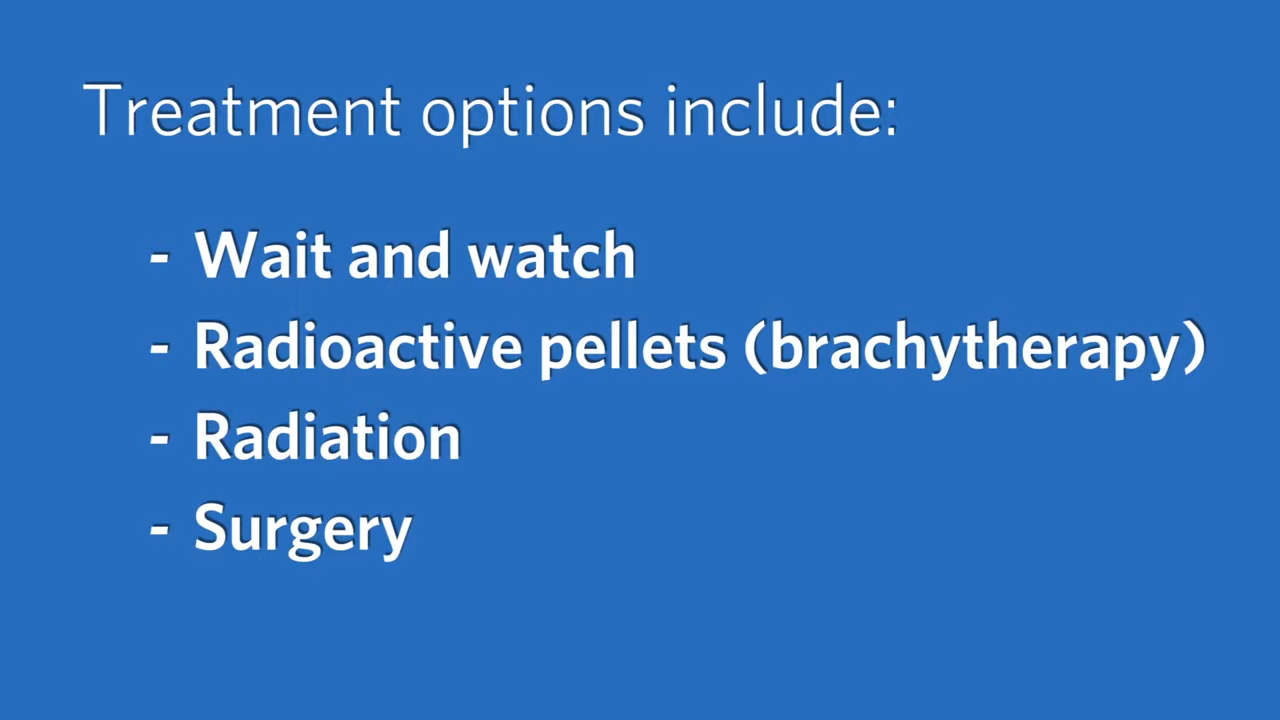 Treatment options include:
- Wait and watch
- Radioactive pellets (brachytherapy)
- Radiation
- Surgery